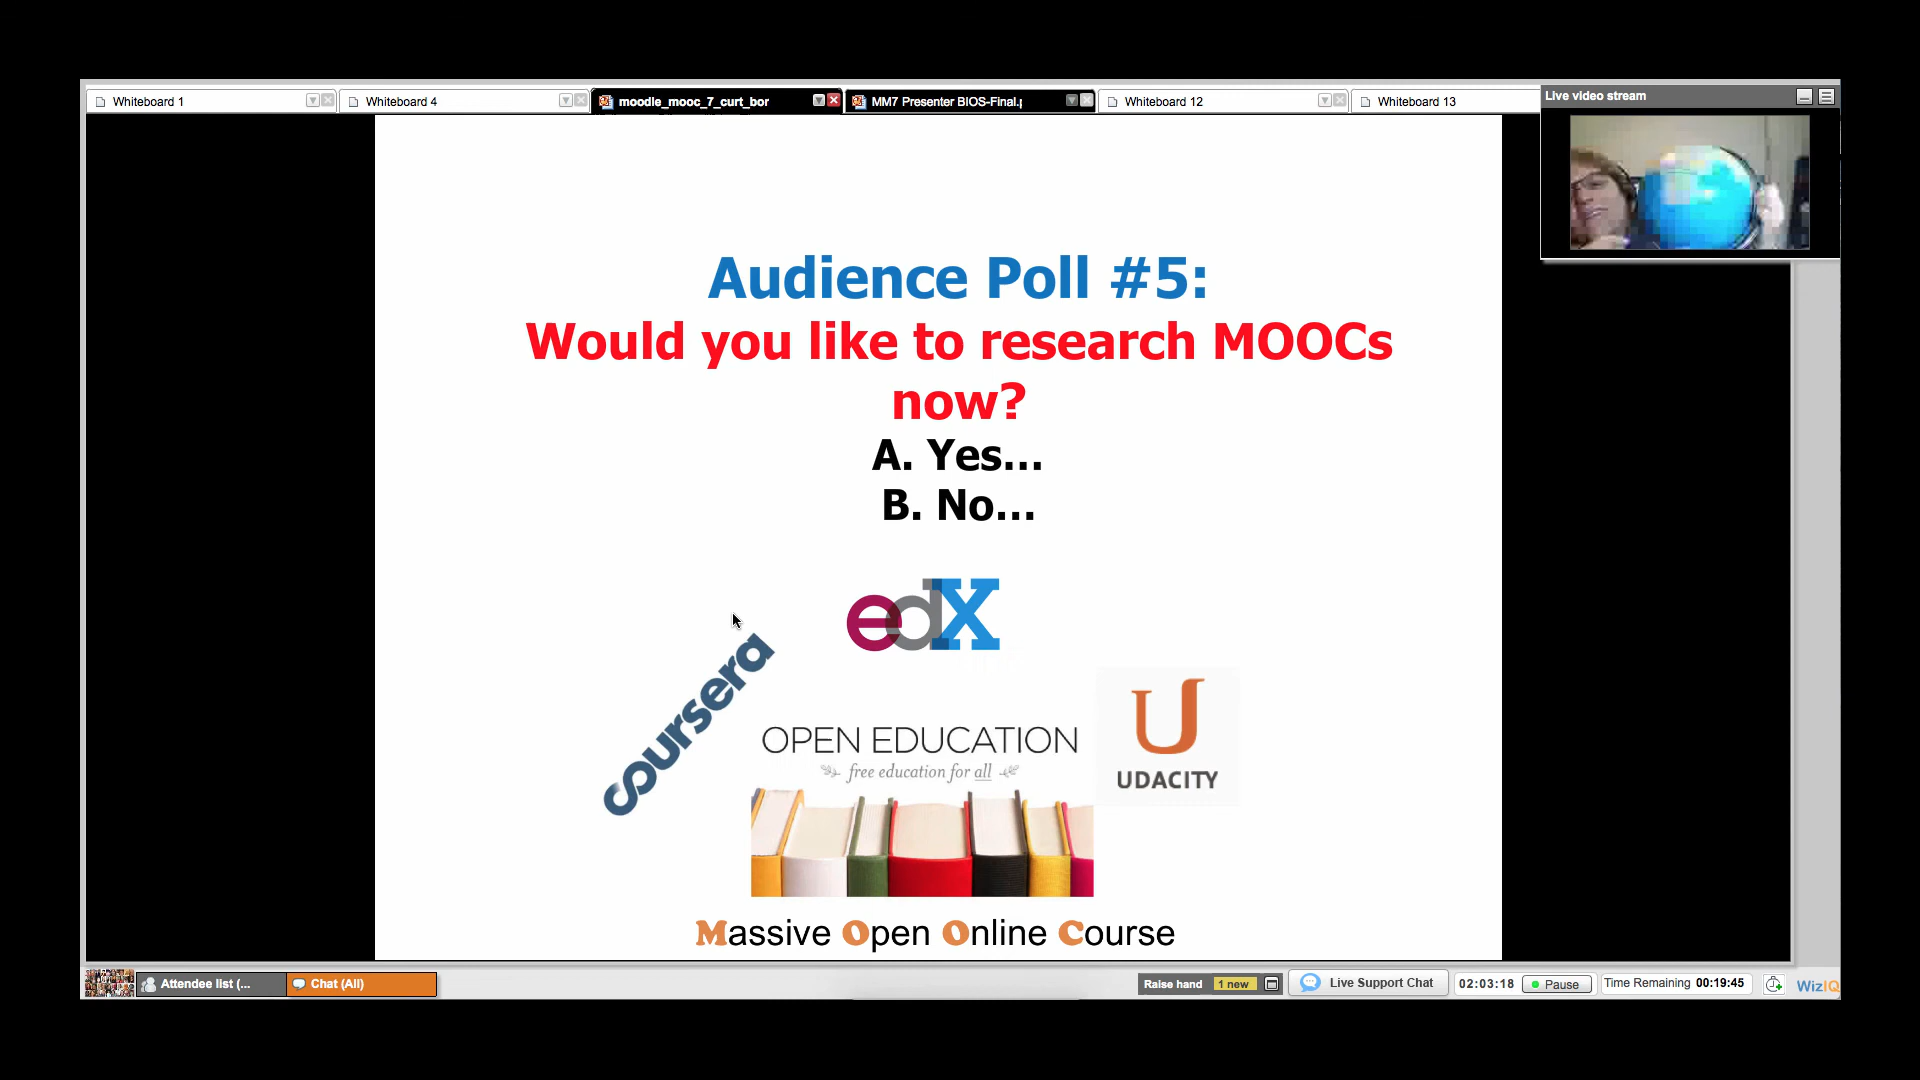 Whiteboard 1
Whiteboard 4
moodle_mooc_7_curt_bor
MM7 Presenter BIOS-Final.p
Whiteboard 12
Whiteboard 13
Live video stream
Audience Poll #5:
Would you like to research MOOCs
now?
A. Yes...
B. No...
edX
coursera
OPEN EDUCATION
free education for all
UDACITY
Massive Open Online Course
Attendee list (...
Chat (All)
Raise hand
1 new
Live Support Chat
02:03:18
Pause
Time Remaining 00:19:45
WizIQ